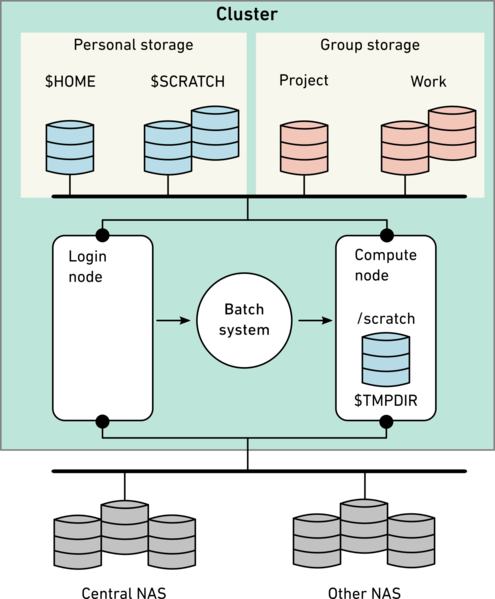 Cluster
Personal storage
Group storage
$HOME
$SCRATCH
Project
Work
Login
node
Batch
system
Compute
node
/scratch
$TMPDIR
Central NAS
Other NAS